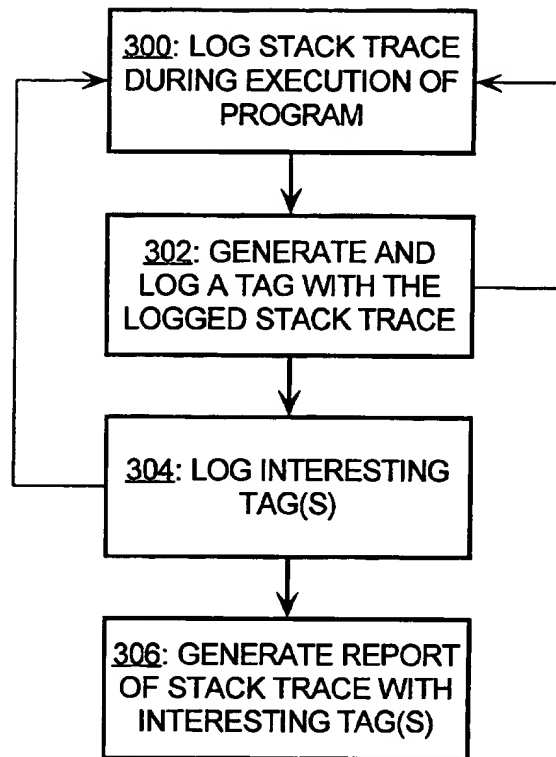 300: LOG STACK TRACE
DURING EXECUTION OF
PROGRAM
302: GENERATE AND
LOG A TAG WITH THE
LOGGED STACK TRACE
304: LOG INTERESTING
TAG(S)
306: GENERATE REPORT
OF STACK TRACE WITH
INTERESTING TAG(S)